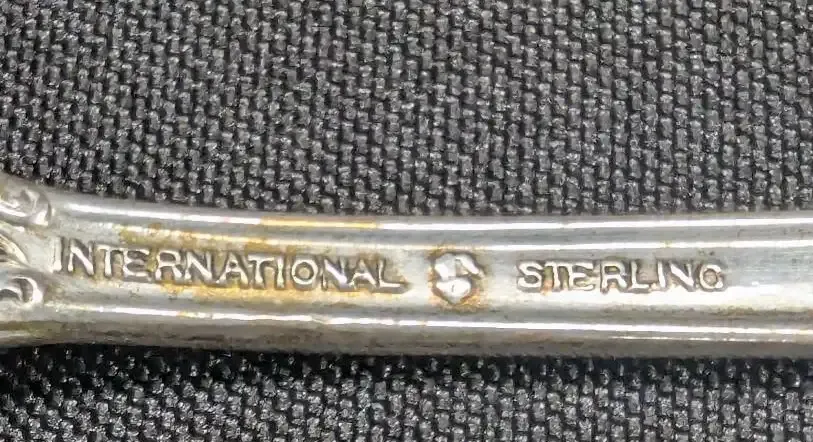 INTERNATIONAL S STERLING